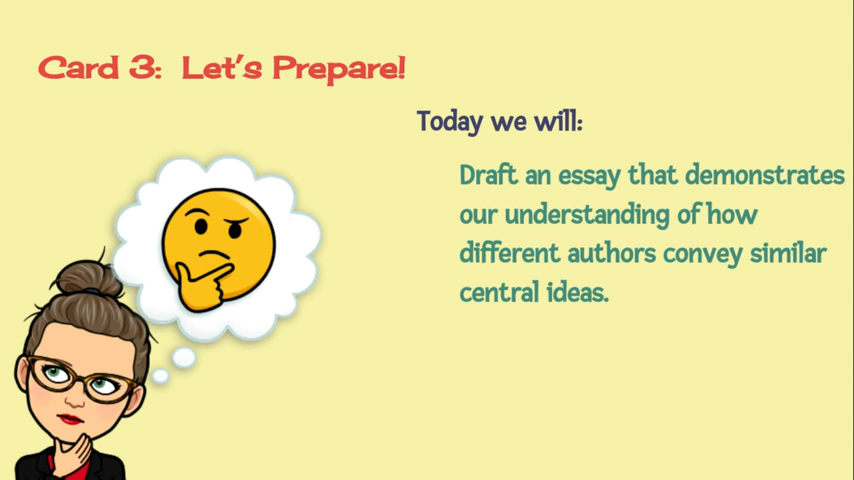 Card 3: Let's Prepare!
Today we will:
Draft an essay that demonstrates
our understanding of how
different authors convey similar
central ideas.